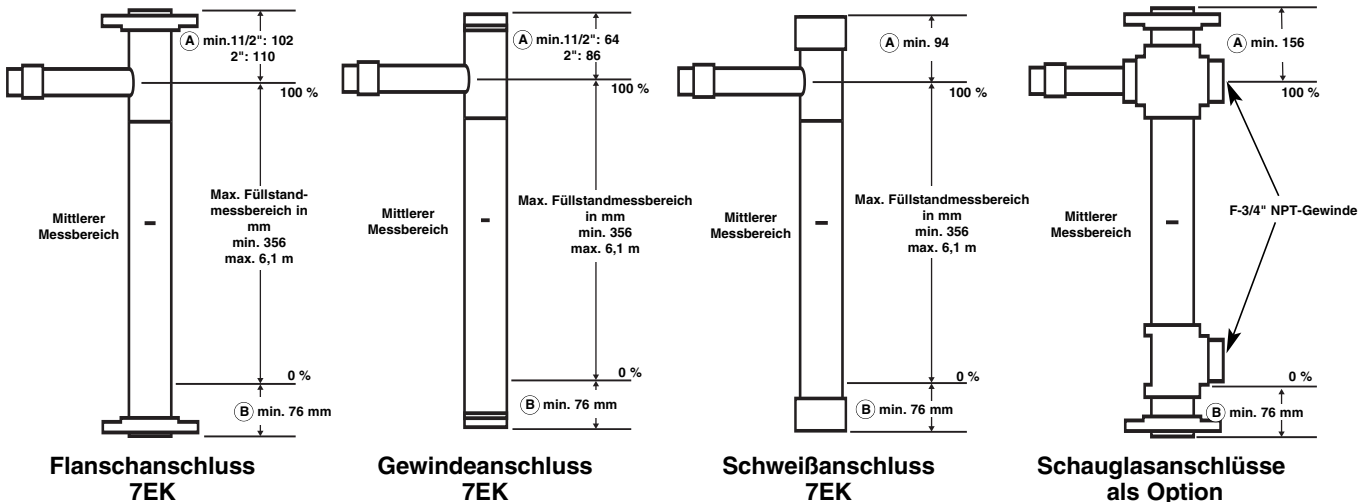 A min.11/2": 102
2": 110
100 %
Mittlerer
Messbereich
–
Max. Füllstand-
messbereich in
mm
min. 356
max. 6,1 m
0 %
B min. 76 mm
Flanschanschluss
7EK
A min.11/2": 64
2": 86
100 %
Mittlerer
Messbereich
–
Max. Füllstandmessbereich
in mm
min. 356
max. 6,1 m
0 %
B min. 76 mm
Gewindeanschluss
7EK
A min. 94
100 %
Mittlerer
Messbereich
–
Max. Füllstandmessbereich
in mm
min. 356
max. 6,1 m
0 %
B min. 76 mm
Schweißanschluss
7EK
A min. 156
100 %
Mittlerer
Messbereich
–
F-3/4" NPT-Gewinde
0 %
B min. 76 mm
Schauglasanschlüsse
als Option